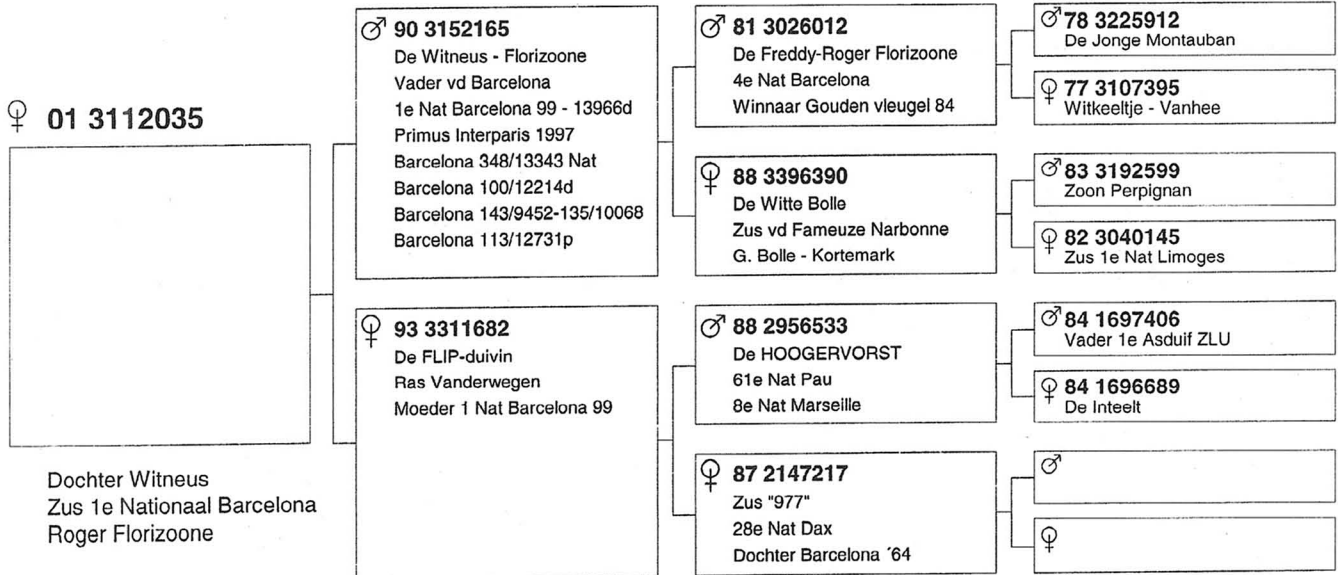 01 3112035
Dochter Witneus
Zus 1e Nationaal Barcelona
Roger Florizoone
90 3152165
De Witneus - Florizoone
Vader vd Barcelona
1e Nat Barcelona 99 - 13966d
Primus Interparis 1997
Barcelona 348/13343 Nat
Barcelona 100/12214d
Barcelona 143/9452-135/10068
Barcelona 113/12731p
93 3311682
De FLIP-duivin
Ras Vanderwegen
Moeder 1 Nat Barcelona 99
81 3026012
De Freddy-Roger Florizoone
4e Nat Barcelona
Winnaar Gouden vleugel 84
88 3396390
De Witte Bolle
Zus vd Fameuze Narbonne
G. Bolle - Kortemark
88 2956533
De HOOGERVORST
61e Nat Pau
8e Nat Marseille
87 2147217
Zus "977"
28e Nat Dax
Dochter Barcelona ´64
78 3225912
De Jonge Montauban
77 3107395
Witkeeltje - Vanhee
83 3192599
Zoon Perpignan
82 3040145
Zus 1e Nat Limoges
84 1697406
Vader 1e Asduif ZLU
84 1696689
De Inteelt